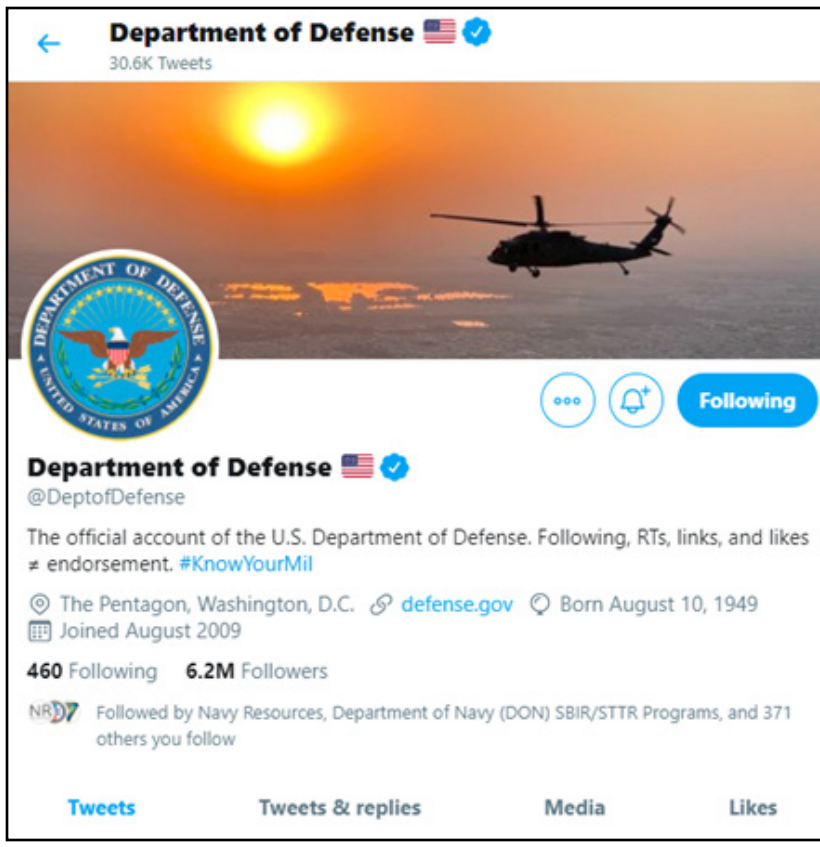 Department of Defense 🇺🇸
30.6K Tweets
DEPARTMENT OF DEFENSE
UNITED STATES OF AMERICA
Following
Department of Defense 🇺🇸
@DeptofDefense
The official account of the U.S. Department of Defense. Following, RTs, links, and likes
≠ endorsement. #KnowYourMil
The Pentagon, Washington, D.C. defense.gov Born August 10, 1949
Joined August 2009
460 Following 6.2M Followers
Followed by Navy Resources, Department of Navy (DON) SBIR/STTR Programs, and 371
others you follow
Tweets Tweets & replies Media Likes